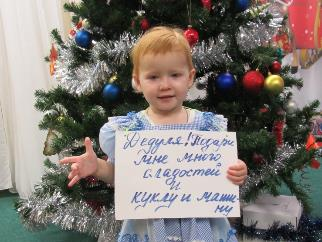 Дедуля! Подари
мне много
сладостей
и
куклу и маши
ну